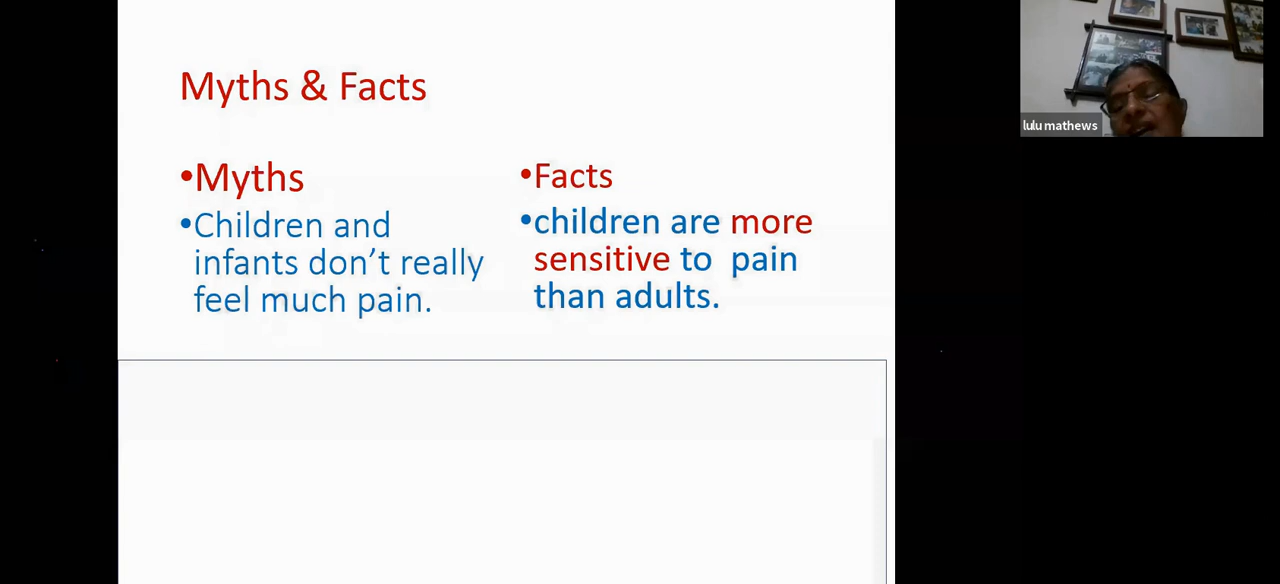 Myths & Facts
•Myths
•Children and
infants don't really
feel much pain.
•Facts
•children are more
sensitive to pain
than adults.
lulu mathews